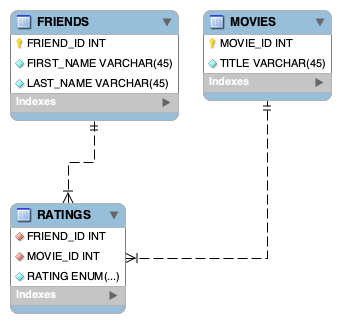 FRIENDS
FRIEND_ID INT
FIRST_NAME VARCHAR(45)
LAST_NAME VARCHAR(45)
Indexes
MOVIES
MOVIE_ID INT
TITLE VARCHAR(45)
Indexes
RATINGS
FRIEND_ID INT
MOVIE_ID INT
RATING ENUM(...)
Indexes